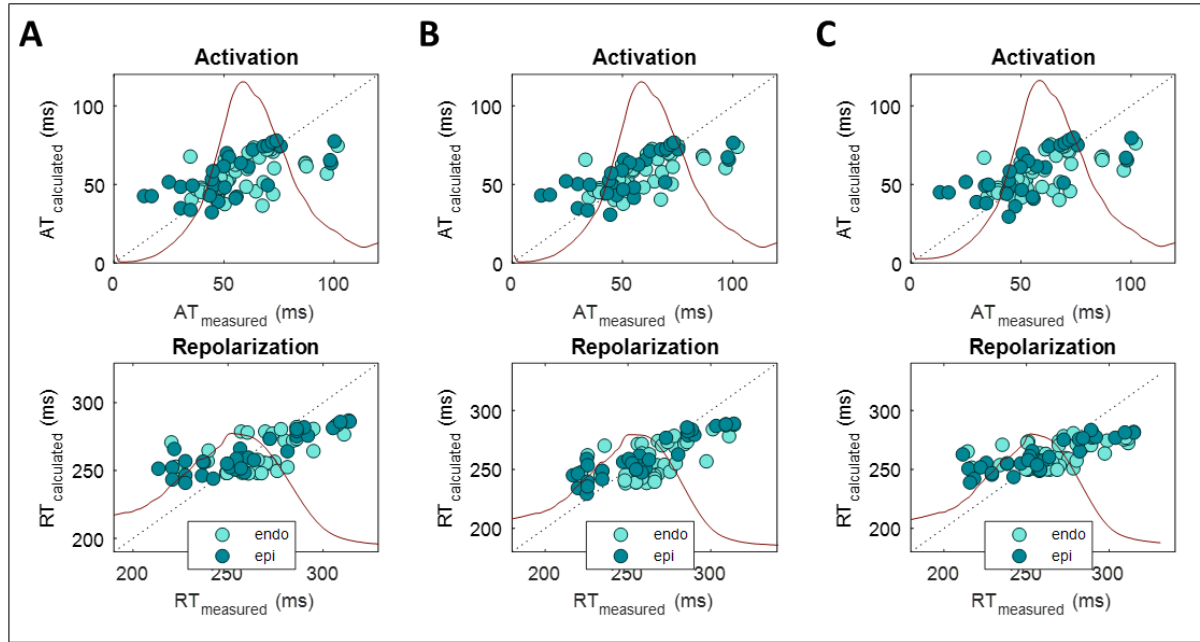 A
B
C
Activation
Activation
Activation
AT calculated (ms)
100
50
0
0
50
100
AT measured (ms)
AT calculated (ms)
100
50
0
0
50
100
AT measured (ms)
AT calculated (ms)
100
50
0
0
50
100
AT measured (ms)
Repolarization
Repolarization
Repolarization
RT calculated (ms)
300
250
200
endo
epi
200
250
300
RT measured (ms)
RT calculated (ms)
300
250
200
endo
epi
200
250
300
RT measured (ms)
RT calculated (ms)
300
250
200
endo
epi
200
250
300
RT measured (ms)